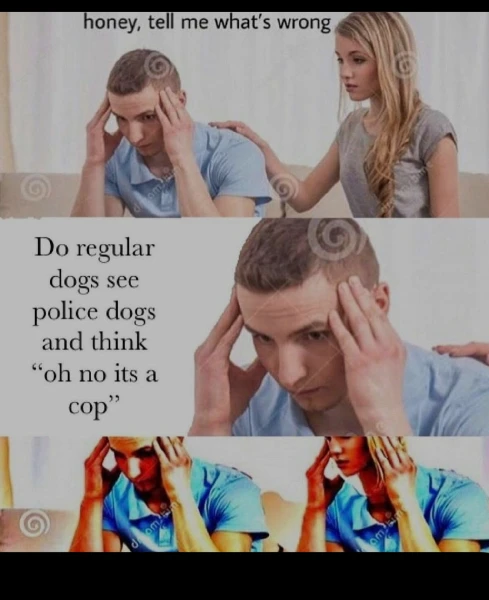 honey, tell me what's wrong
Do regular
dogs see
police dogs
and think
“oh no its a
cop”